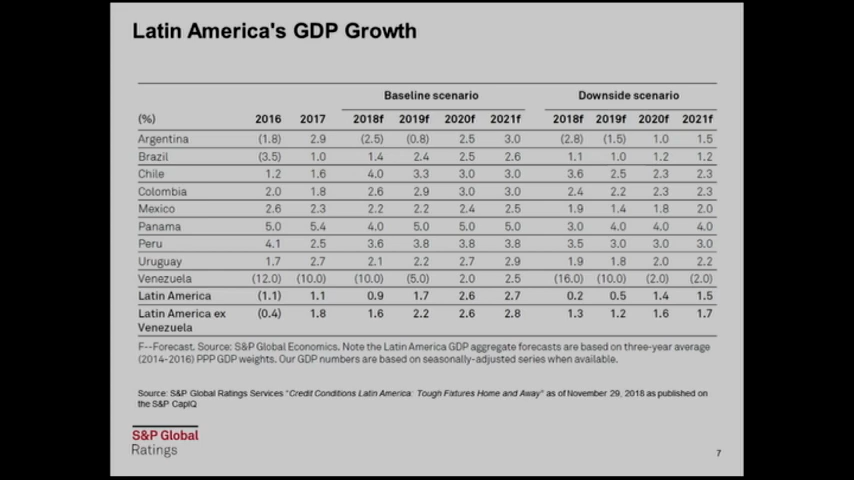 Latin America's GDP Growth
Baseline scenario Downside scenario
(%) 2016 2017 2018f 2019f 2020f 2021f 2018f 2019f 2020f 2021f
Argentina (1.8) 2.9 (2.5) (0.8) 2.5 3.0 (2.8) (1.5) 1.0 1.5
Brazil (3.5) 1.0 1.4 2.4 2.5 2.6 1.1 1.0 1.2 1.2
Chile 1.2 1.6 4.0 3.3 3.0 3.0 3.6 2.5 2.3 2.3
Colombia 2.0 1.8 2.6 2.9 3.0 3.0 2.4 2.2 2.3 2.3
Mexico 2.6 2.3 2.2 2.2 2.4 2.5 1.9 1.4 1.8 2.0
Panama 5.0 5.4 4.0 5.0 5.0 5.0 3.0 4.0 4.0 4.0
Peru 4.1 2.5 3.6 3.8 3.8 3.8 3.5 3.0 3.0 3.0
Uruguay 1.7 2.7 2.1 2.2 2.7 2.9 1.9 1.8 2.0 2.2
Venezuela (12.0) (10.0) (10.0) (5.0) 2.0 2.5 (16.0) (10.0) (2.0) (2.0)
Latin America (1.1) 1.1 0.9 1.7 2.6 2.7 0.2 0.5 1.4 1.5
Latin America ex (0.4) 1.8 1.6 2.2 2.6 2.8 1.3 1.2 1.6 1.7
Venezuela
F--Forecast. Source: S&P Global Economics. Note the Latin America GDP aggregate forecasts are based on three-year average
(2014-2016) PPP GDP weights. Our GDP numbers are based on seasonally-adjusted series when available.
Source: S&P Global Ratings Services "Credit Conditions Latin America: Tough Fixtures Home and Away" as of November 29, 2018 as published on
the S&P CapIQ
S&P Global
Ratings
7